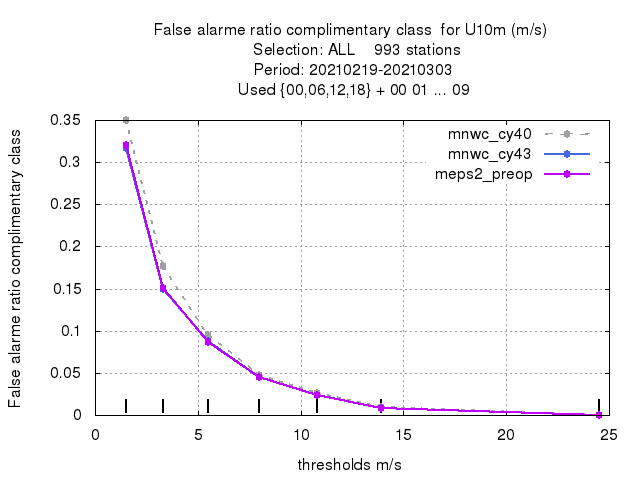 False alarme ratio complimentary class  for U10m (m/s)
Selection: ALL    993 stations
Period: 20210219-20210303
Used {00,06,12,18} + 00 01 ... 09
mnwc_cy40
mnwc_cy43
meps2_preop
False alarme ratio complimentary class
0.35
0.3
0.25
0.2
0.15
0.1
0.05
0
0 5 10 15 20 25
thresholds m/s